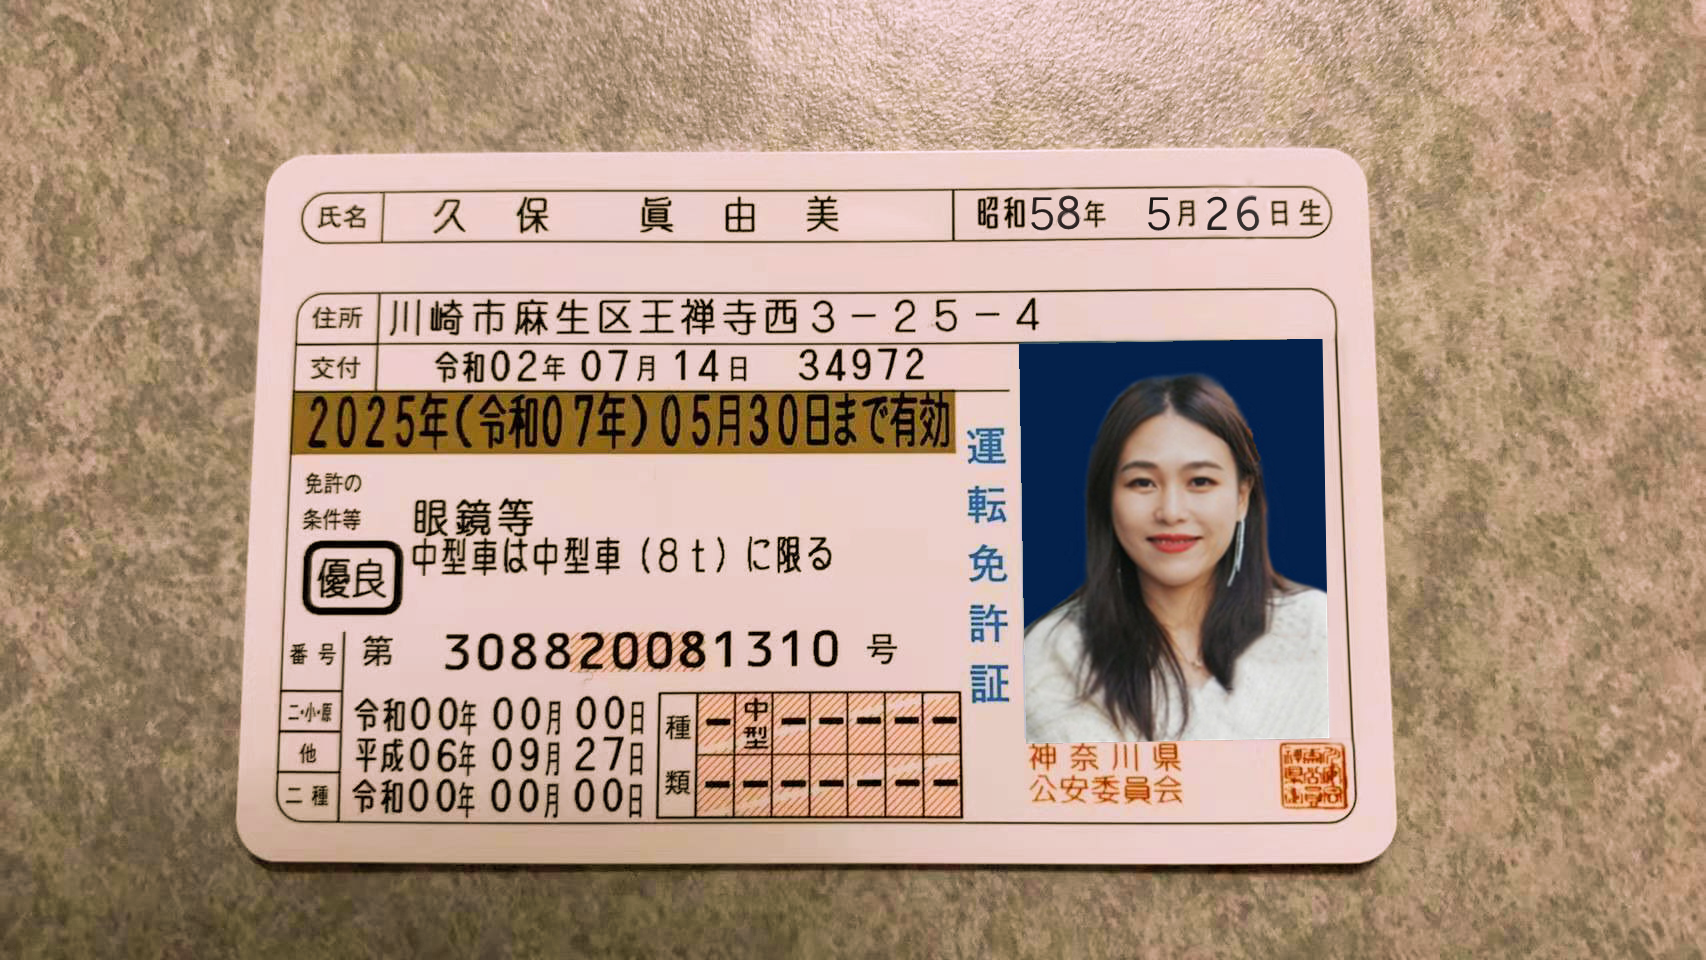 氏名 久保 眞由美 昭和58年 5月26日生
住所 川崎市麻生区王禅寺西3-25-4
交付 令和02年07月14日 34972
2025年(令和07年)05月30日まで有効
免許の
条件等
眼鏡等
中型車は中型車(8t)に限る
優良
番号 第 308820081310 号
二・小・原 令和00年00月00日
他 平成06年09月27日
二種 令和00年00月00日
種類 - 中型 - - - - -
- - - - - - -
運転免許証
神奈川県
公安委員会